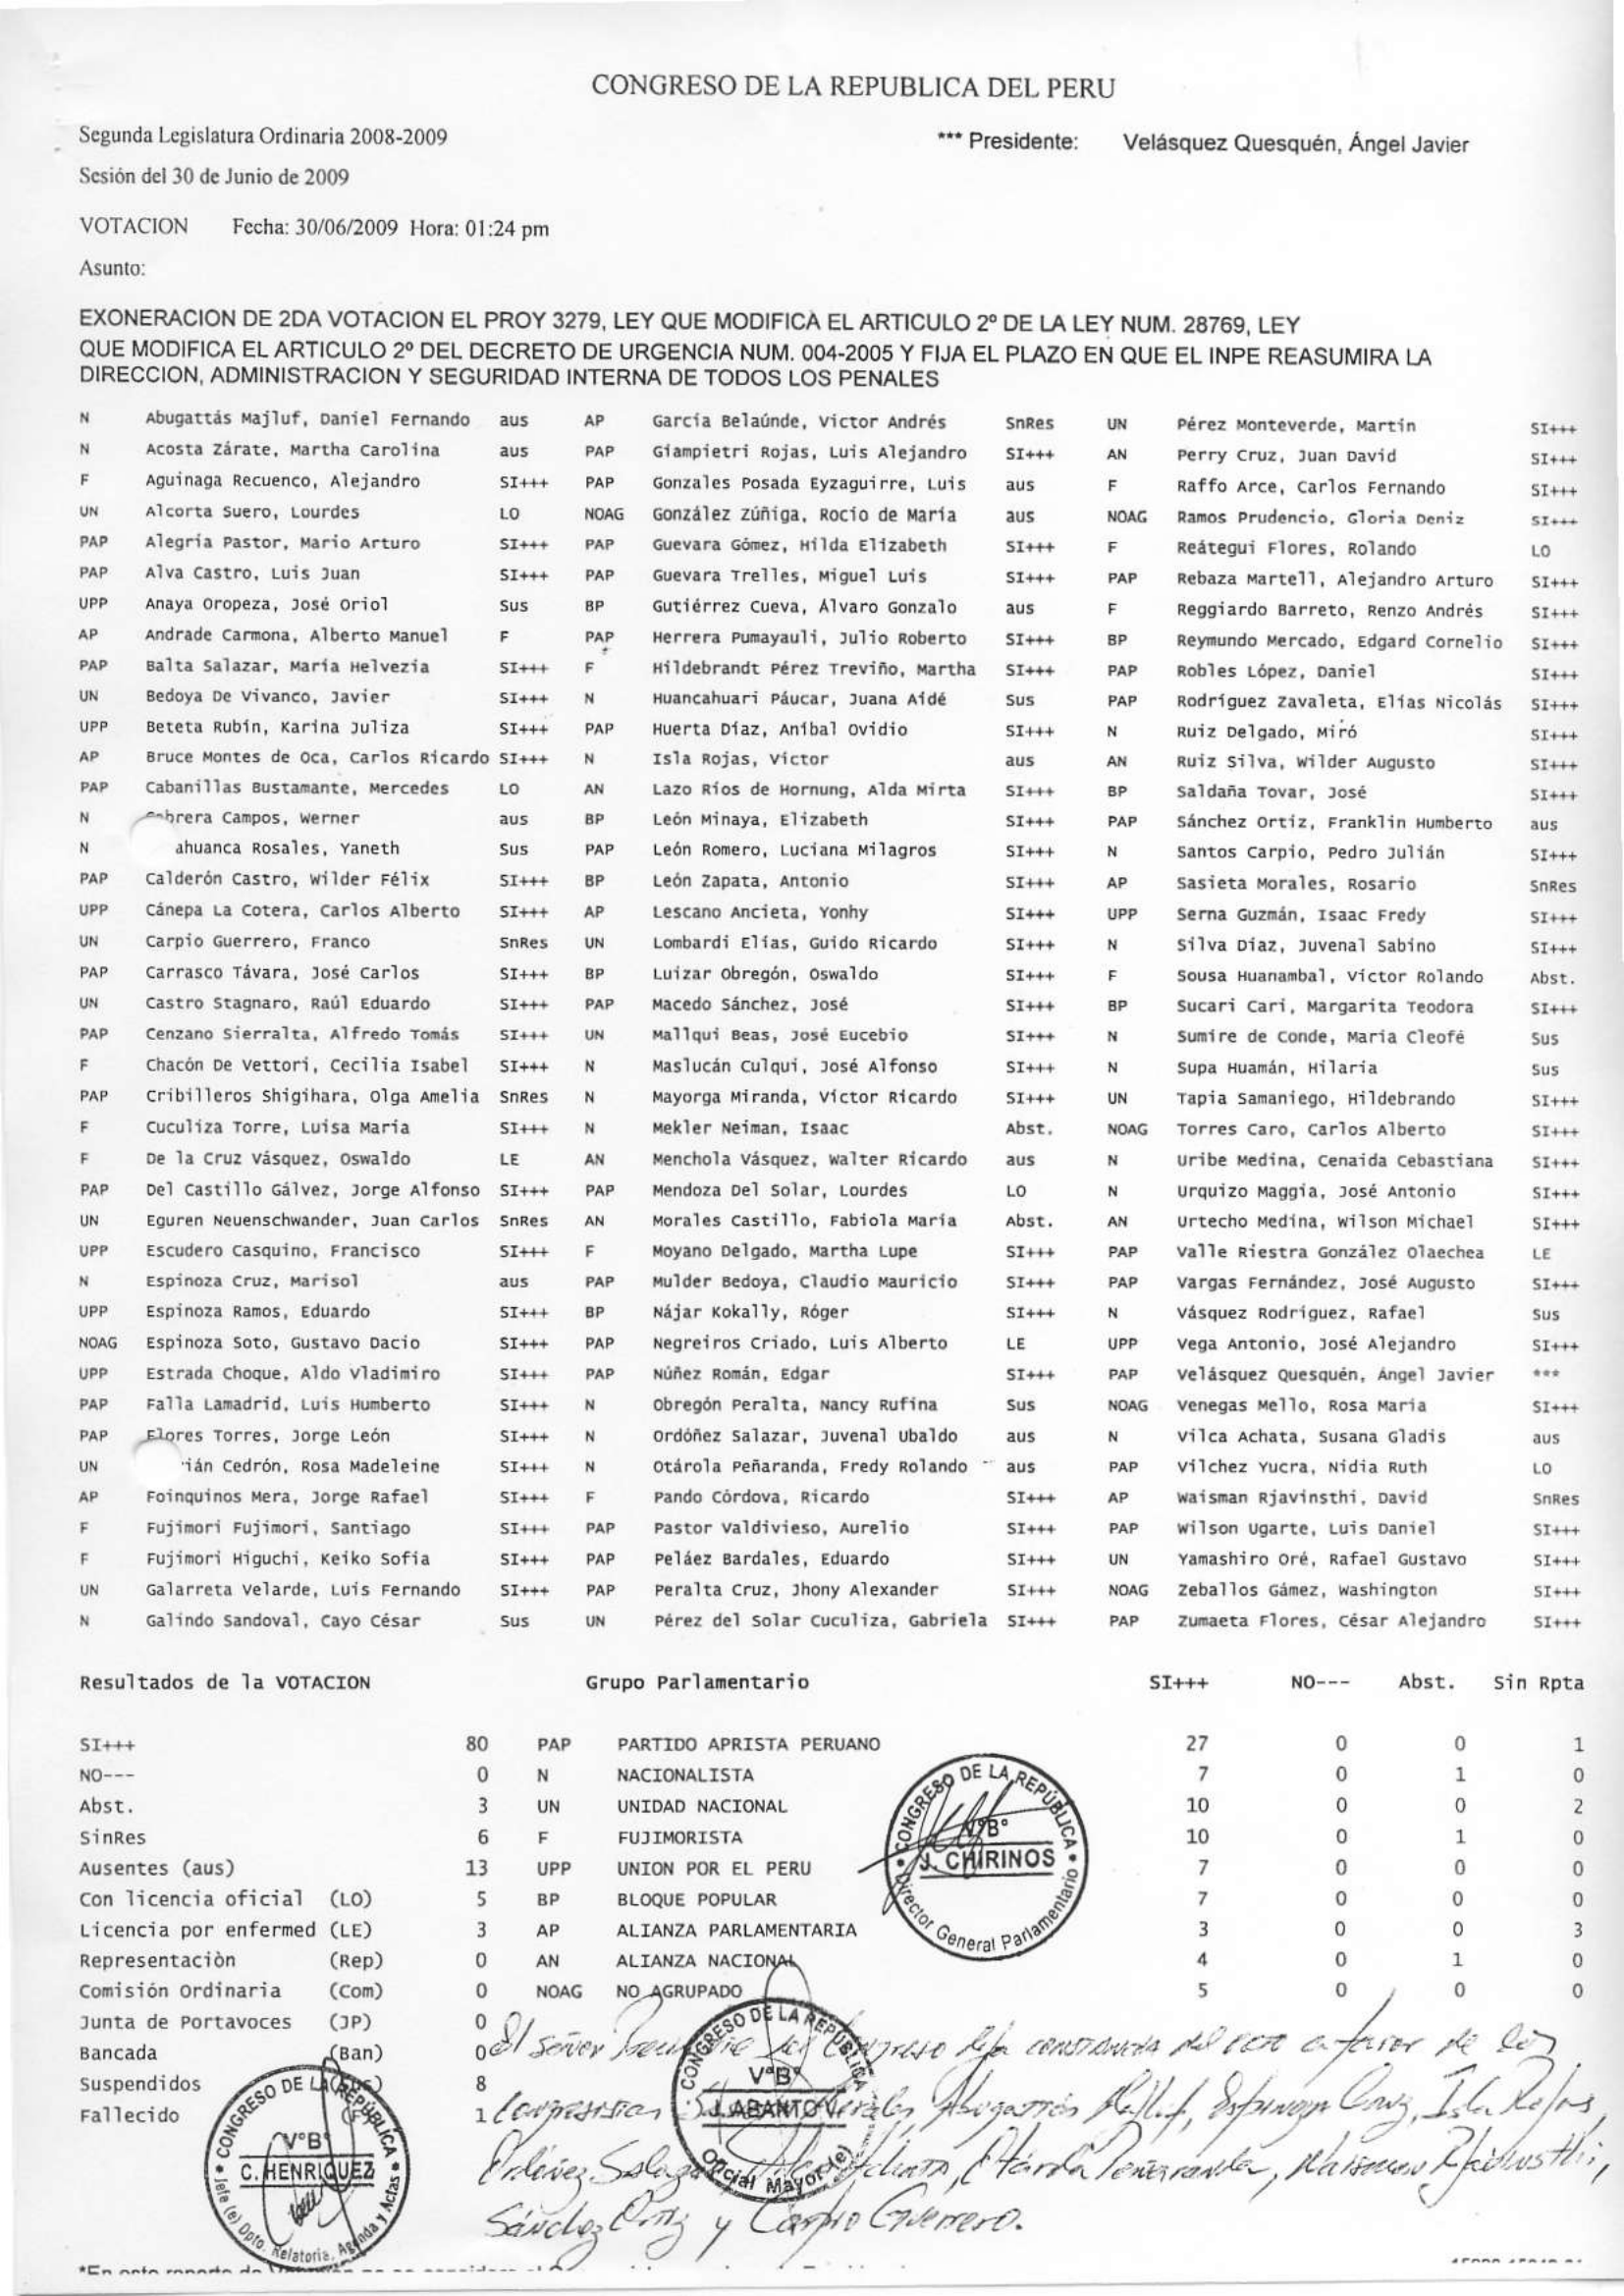 CONGRESO DE LA REPUBLICA DEL PERU
Segunda Legislatura Ordinaria 2008-2009 *** Presidente: Velásquez Quesquén, Ángel Javier
Sesión del 30 de Junio de 2009
VOTACION Fecha: 30/06/2009 Hora: 01:24 pm
Asunto:
EXONERACION DE 2DA VOTACION EL PROY 3279, LEY QUE MODIFICA EL ARTICULO 2º DE LA LEY NUM. 28769, LEY
QUE MODIFICA EL ARTICULO 2º DEL DECRETO DE URGENCIA NUM. 004-2005 Y FIJA EL PLAZO EN QUE EL INPE REASUMIRA LA
DIRECCION, ADMINISTRACION Y SEGURIDAD INTERNA DE TODOS LOS PENALES
N Abugattás Majluf, Daniel Fernando aus AP García Belaúnde, Victor Andrés SnRes UN Pérez Monteverde, Martín SI+++
N Acosta Zárate, Martha Carolina aus PAP Giampietri Rojas, Luis Alejandro SI+++ AN Perry Cruz, Juan David SI+++
F Aguinaga Recuenco, Alejandro SI+++ PAP Gonzales Posada Eyzaguirre, Luis aus F Raffo Arce, Carlos Fernando SI+++
UN Alcorta Suero, Lourdes LO NOAG González Zúñiga, Rocío de María aus NOAG Ramos Prudencio, Gloria Deniz SI+++
PAP Alegría Pastor, Mario Arturo SI+++ PAP Guevara Gómez, Hilda Elizabeth SI+++ F Reátegui Flores, Rolando LO
PAP Alva Castro, Luis Juan SI+++ PAP Guevara Trelles, Miguel Luis SI+++ PAP Rebaza Martell, Alejandro Arturo SI+++
UPP Anaya Oropeza, José Oriol Sus BP Gutiérrez Cueva, Álvaro Gonzalo aus F Reggiardo Barreto, Renzo Andrés SI+++
AP Andrade Carmona, Alberto Manuel F PAP Herrera Pumayauli, Julio Roberto SI+++ BP Reymundo Mercado, Edgard Cornelio SI+++
PAP Balta Salazar, María Helvezia SI+++ F Hildebrandt Pérez Treviño, Martha SI+++ PAP Robles López, Daniel SI+++
UN Bedoya De Vivanco, Javier SI+++ N Huancahuari Páucar, Juana Aidé Sus PAP Rodríguez Zavaleta, Elías Nicolás SI+++
UPP Beteta Rubín, Karina Juliza SI+++ PAP Huerta Díaz, Aníbal Ovidio SI+++ N Ruiz Delgado, Miró SI+++
AP Bruce Montes de Oca, Carlos Ricardo SI+++ N Isla Rojas, Víctor aus AN Ruiz Silva, Wilder Augusto SI+++
PAP Cabanillas Bustamante, Mercedes LO AN Lazo Ríos de Hornung, Alda Mirta SI+++ BP Saldaña Tovar, José SI+++
N brera Campos, Werner aus BP León Minaya, Elizabeth SI+++ PAP Sánchez Ortiz, Franklin Humberto aus
N ahuanca Rosales, Yaneth Sus PAP León Romero, Luciana Milagros SI+++ N Santos Carpio, Pedro Julián SI+++
PAP Calderón Castro, Wilder Félix SI+++ BP León Zapata, Antonio SI+++ AP Sasieta Morales, Rosario SnRes
UPP Cánepa La Cotera, Carlos Alberto SI+++ AP Lescano Ancieta, Yonhy SI+++ UPP Serna Guzmán, Isaac Fredy SI+++
UN Carpio Guerrero, Franco SnRes UN Lombardi Elías, Guido Ricardo SI+++ N Silva Díaz, Juvenal Sabino SI+++
PAP Carrasco Távara, José Carlos SI+++ BP Luizar Obregón, Oswaldo SI+++ F Sousa Huanambal, Víctor Rolando Abst.
UN Castro Stagnaro, Raúl Eduardo SI+++ PAP Macedo Sánchez, José SI+++ BP Sucari Cari, Margarita Teodora SI+++
PAP Cenzano Sierralta, Alfredo Tomás SI+++ UN Mallqui Beas, José Eucebio SI+++ N Sumire de Conde, María Cleofé Sus
F Chacón De Vettori, Cecilia Isabel SI+++ N Maslucán Culqui, José Alfonso SI+++ N Supa Huamán, Hilaria Sus
PAP Cribilleros Shigihara, Olga Amelia SnRes N Mayorga Miranda, Víctor Ricardo SI+++ UN Tapia Samaniego, Hildebrando SI+++
F Cuculiza Torre, Luisa María SI+++ N Mekler Neiman, Isaac Abst. NOAG Torres Caro, Carlos Alberto SI+++
F De la Cruz Vásquez, Oswaldo LE AN Menchola Vásquez, Walter Ricardo aus N Uribe Medina, Cenaida Cebastiana SI+++
PAP Del Castillo Gálvez, Jorge Alfonso SI+++ PAP Mendoza Del Solar, Lourdes LO N Urquizo Maggia, José Antonio SI+++
UN Eguren Neuenschwander, Juan Carlos SnRes AN Morales Castillo, Fabiola María Abst. AN Urtecho Medina, Wilson Michael SI+++
UPP Escudero Casquino, Francisco SI+++ F Moyano Delgado, Martha Lupe SI+++ PAP Valle Riestra González Olaechea LE
N Espinoza Cruz, Marisol aus PAP Mulder Bedoya, Claudio Mauricio SI+++ PAP Vargas Fernández, José Augusto SI+++
UPP Espinoza Ramos, Eduardo SI+++ BP Nájar Kokally, Róger SI+++ N Vásquez Rodríguez, Rafael Sus
NOAG Espinoza Soto, Gustavo Dacio SI+++ PAP Negreiros Criado, Luis Alberto LE UPP Vega Antonio, José Alejandro SI+++
UPP Estrada Choque, Aldo Vladimiro SI+++ PAP Núñez Román, Edgar SI+++ PAP Velásquez Quesquén, Ángel Javier ***
PAP Falla Lamadrid, Luis Humberto SI+++ N Obregón Peralta, Nancy Rufina Sus NOAG Venegas Mello, Rosa María SI+++
PAP Flores Torres, Jorge León SI+++ N Ordóñez Salazar, Juvenal Ubaldo aus N Vilca Achata, Susana Gladis aus
UN ián Cedrón, Rosa Madeleine SI+++ N Otárola Peñaranda, Fredy Rolando aus PAP Vilchez Yucra, Nidia Ruth LO
AP Foinquinos Mera, Jorge Rafael SI+++ F Pando Córdova, Ricardo SI+++ AP Waisman Rjavinsthi, David SnRes
F Fujimori Fujimori, Santiago SI+++ PAP Pastor Valdivieso, Aurelio SI+++ PAP Wilson Ugarte, Luis Daniel SI+++
F Fujimori Higuchi, Keiko Sofía SI+++ PAP Peláez Bardales, Eduardo SI+++ UN Yamashiro Oré, Rafael Gustavo SI+++
UN Galarreta Velarde, Luis Fernando SI+++ PAP Peralta Cruz, Jhony Alexander SI+++ NOAG Zeballos Gámez, Washington SI+++
N Galindo Sandoval, Cayo César Sus UN Pérez del Solar Cuculiza, Gabriela SI+++ PAP Zumaeta Flores, César Alejandro SI+++
Resultados de la VOTACION Grupo Parlamentario SI+++ NO--- Abst. Sin Rpta
SI+++ 80 PAP PARTIDO APRISTA PERUANO 27 0 0 1
NO--- 0 N NACIONALISTA 7 0 1 0
Abst. 3 UN UNIDAD NACIONAL 10 0 0 2
SinRes 6 F FUJIMORISTA 10 0 1 0
Ausentes (aus) 13 UPP UNION POR EL PERU 7 0 0 0
Con licencia oficial (LO) 5 BP BLOQUE POPULAR 7 0 0 0
Licencia por enfermed (LE) 3 AP ALIANZA PARLAMENTARIA 3 0 0 3
Representaciòn (Rep) 0 AN ALIANZA NACIONAL 4 0 1 0
Comisión Ordinaria (Com) 0 NOAG NO AGRUPADO 5 0 0 0
Junta de Portavoces (JP) 0
Bancada (Ban) 0
Suspendidos 8
Fallecido (F) 1
CONGRESO DE LA REPÚBLICA
V°B°
J. CHIRINOS
Director General Parlamentario
CONGRESO DE LA REPÚBLICA
V°B°
J. ABANTO V.
Oficial Mayor (e)
CONGRESO DE LA REPÚBLICA
V°B°
C. HENRIQUEZ
Jefe (e) Dpto. Relatoria, Agenda y Actas
El señor Congreso deja constancia del voto a favor de los
Congresistas Abugattás Majluf, Espinoza Cruz, Isla Rojas,
Ordóñez Salazar, Otárola Peñaranda, Waisman Rjavinsthi,
Sánchez Ortiz y Carpio Guerrero.